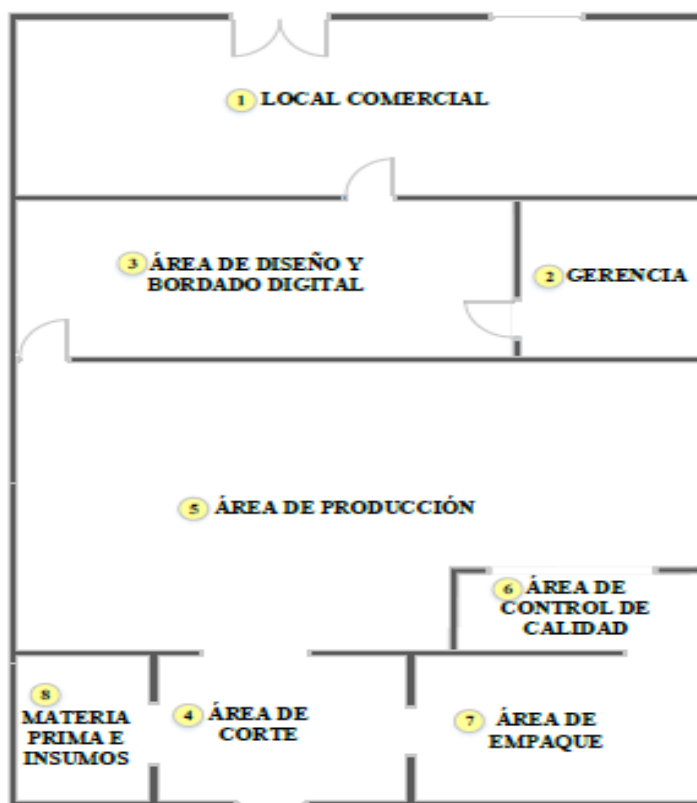 1 LOCAL COMERCIAL
3 ÁREA DE DISEÑO Y
BORDADO DIGITAL
2 GERENCIA
5 ÁREA DE PRODUCCIÓN
6 ÁREA DE
CONTROL DE
CALIDAD
8
MATERIA
PRIMA E
INSUMOS
4 ÁREA DE
CORTE
7 ÁREA DE
EMPAQUE